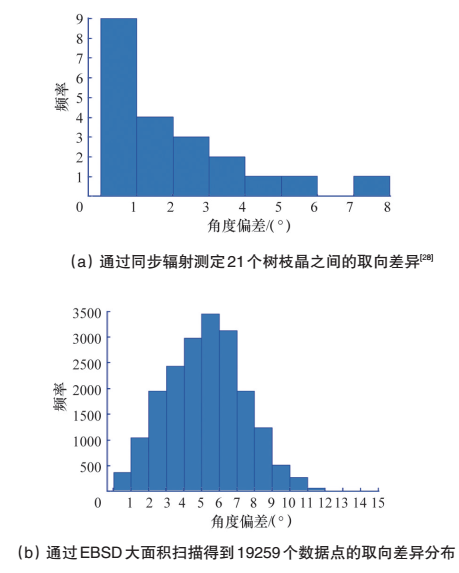 9
8
7
6
5
4
3
2
1
频率
0 1 2 3 4 5 6 7 8
角度偏差/(°)
(a) 通过同步辐射测定21个树枝晶之间的取向差异[28]
3500
3000
2500
2000
1500
1000
500
频率
0 1 2 3 4 5 6 7 8 9 10 11 12 13 14 15
角度偏差/(°)
(b) 通过EBSD大面积扫描得到19259个数据点的取向差异分布